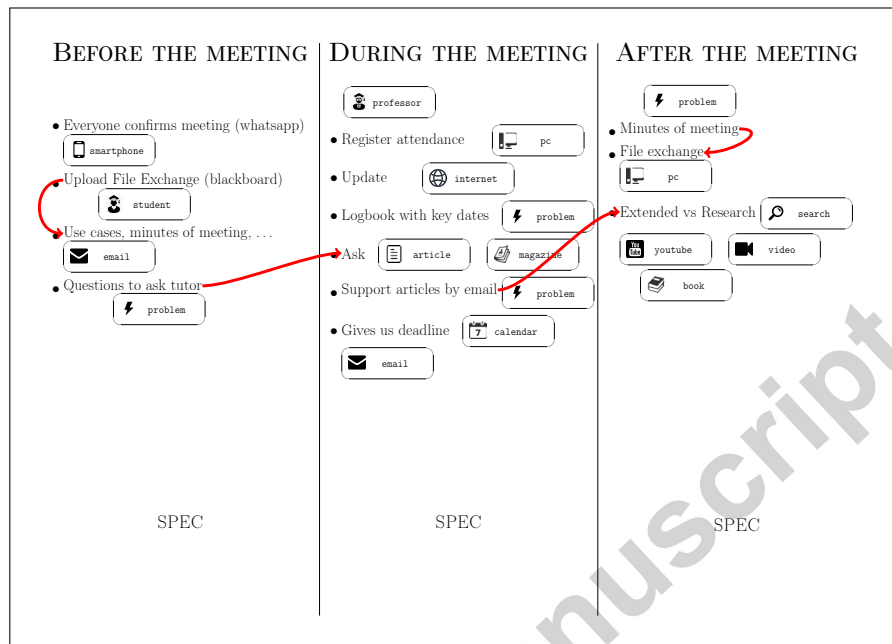 BEFORE THE MEETING
• Everyone confirms meeting (whatsapp)
smartphone
• Upload File Exchange (blackboard)
student
• Use cases, minutes of meeting, . . .
email
• Questions to ask tutor
problem
SPEC
DURING THE MEETING
professor
• Register attendance pc
• Update internet
• Logbook with key dates problem
• Ask article magazine
• Support articles by email problem
• Gives us deadline 7 calendar
email
SPEC
AFTER THE MEETING
problem
• Minutes of meeting
• File exchange
pc
• Extended vs Research search
You Tube youtube video
book
SPEC
nuscript